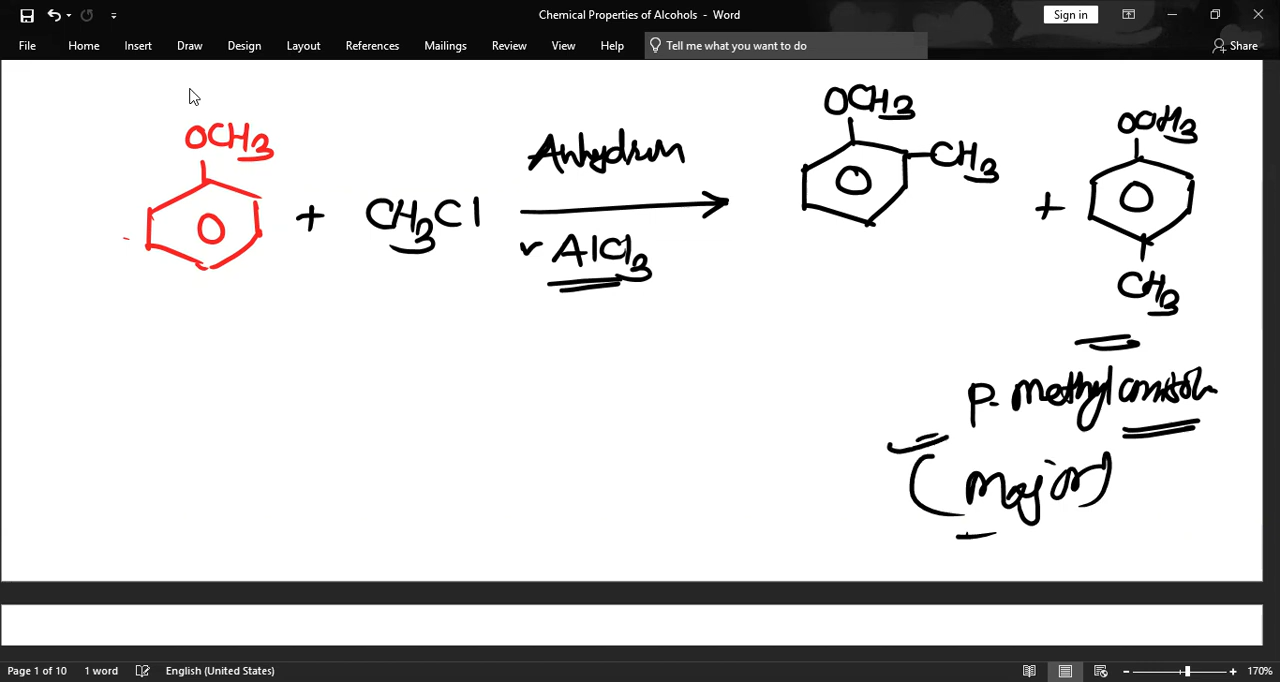 Chemical Properties of Alcohols - Word
Sign in
File Home Insert Draw Design Layout References Mailings Review View Help Tell me what you want to do Share
OCH3
+ CH3Cl
Anhydrous
AlCl3
OCH3
CH3
+
OCH3
CH3
P- methyl anisole
(major)
Page 1 of 10 1 word English (United States) 170%